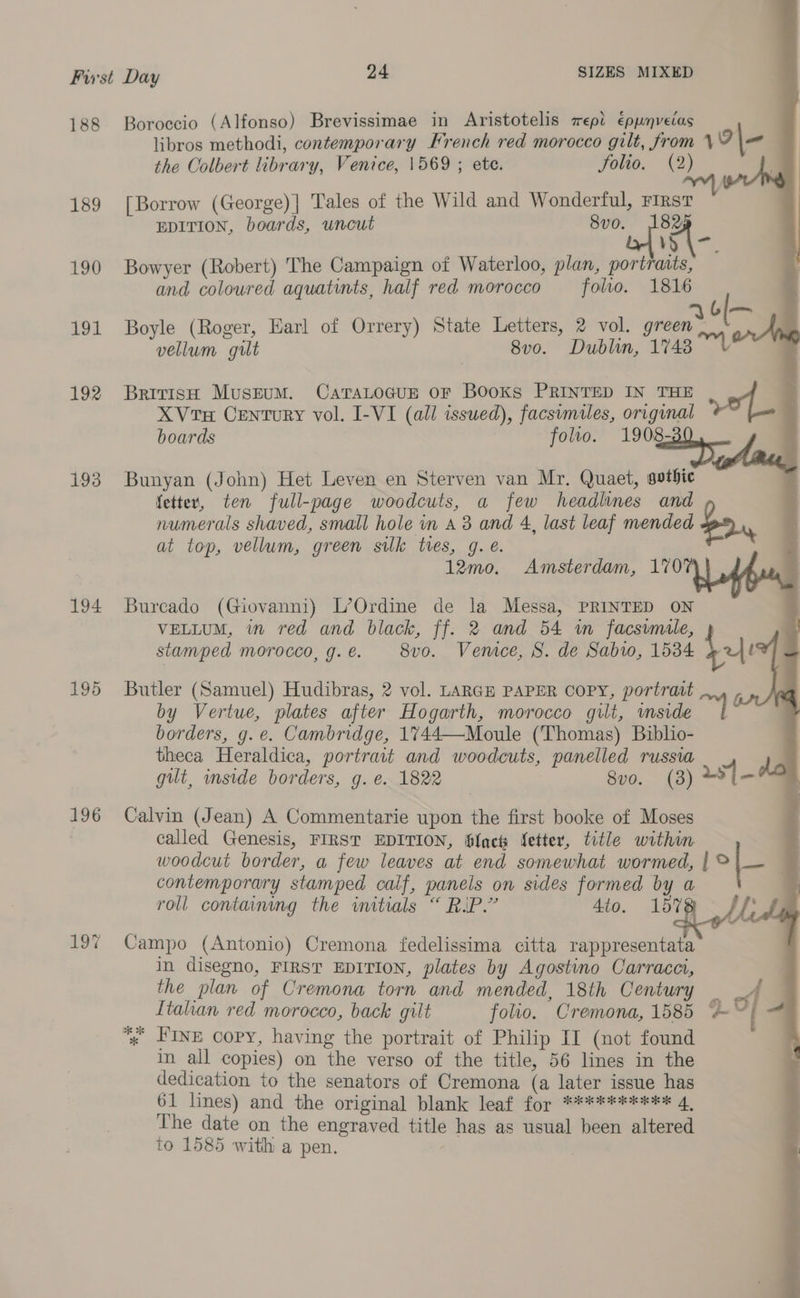 First Day 24 SIZES MIXED
188 Boroccio (Alfonso) Brevissimae in Aristotelis περὶ ἑρμηνείας
libros methodi, contemporary French red morocco gilt, from
the Colbert library, Venice, 1569; etc. folio. (2)
189 [Borrow (George)] Tales of the Wild and Wonderful, FIRST
EDITION, boards, uncut 8vo. 1825
190 Bowyer (Robert) The Campaign of Waterloo, plan, portraits,
and coloured aquatints, half red morocco folio. 1816
191 Boyle (Roger, Earl of Orrery) State Letters, 2 vol. green
vellum gilt 8vo. Dublin, 1743
192 BRITISH MUSEUM. CATALOGUE OF BOOKS PRINTED IN THE
XVTH CENTURY vol. I-VI (all issued), facsimiles, original
boards folio. 1908-30
193 Bunyan (John) Het Leven en Sterven van Mr. Quaet, gothic
letter, ten full-page woodcuts, a few headlines and
numerals shaved, small hole in A 3 and 4, last leaf mended
at top, vellum, green silk ties, g. e.
12mo. Amsterdam, 1707
194 Burcado (Giovanni) L'Ordine de la Messa, PRINTED ON
VELLUM, in red and black, ff. 2 and 54 in facsimile,
stamped morocco, g. e. 8vo. Venice, S. de Sabio, 1534
195 Butler (Samuel) Hudibras, 2 vol. LARGE PAPER COPY, portrait
by Vertue, plates after Hogarth, morocco gilt, inside
borders, g. e. Cambridge, 1744—Moule (Thomas) Biblio-
theca Heraldica, portrait and woodcuts, panelled russia
gilt, inside borders, g. e. 1822 8vo. (3)
196 Calvin (Jean) A Commentarie upon the first booke of Moses
called Genesis, FIRST EDITION, black letter, title within
woodcut border, a few leaves at end somewhat wormed,
contemporary stamped calf, panels on sides formed by a
roll containing the initials “R.P.” 4to. 1578
197 Campo (Antonio) Cremona fedelissima citta rappresentata
in disegno, FIRST EDITION, plates by Agostino Carracci,
the plan of Cremona torn and mended, 18th Century
Italian red morocco, back gilt folio. Cremona, 1585
*** FINE COPY, having the portrait of Philip II (not found
in all copies) on the verso of the title, 56 lines in the
dedication to the senators of Cremona (a later issue has
61 lines) and the original blank leaf for ********** 4.
The date on the engraved title has as usual been altered
to 1585 with a pen.